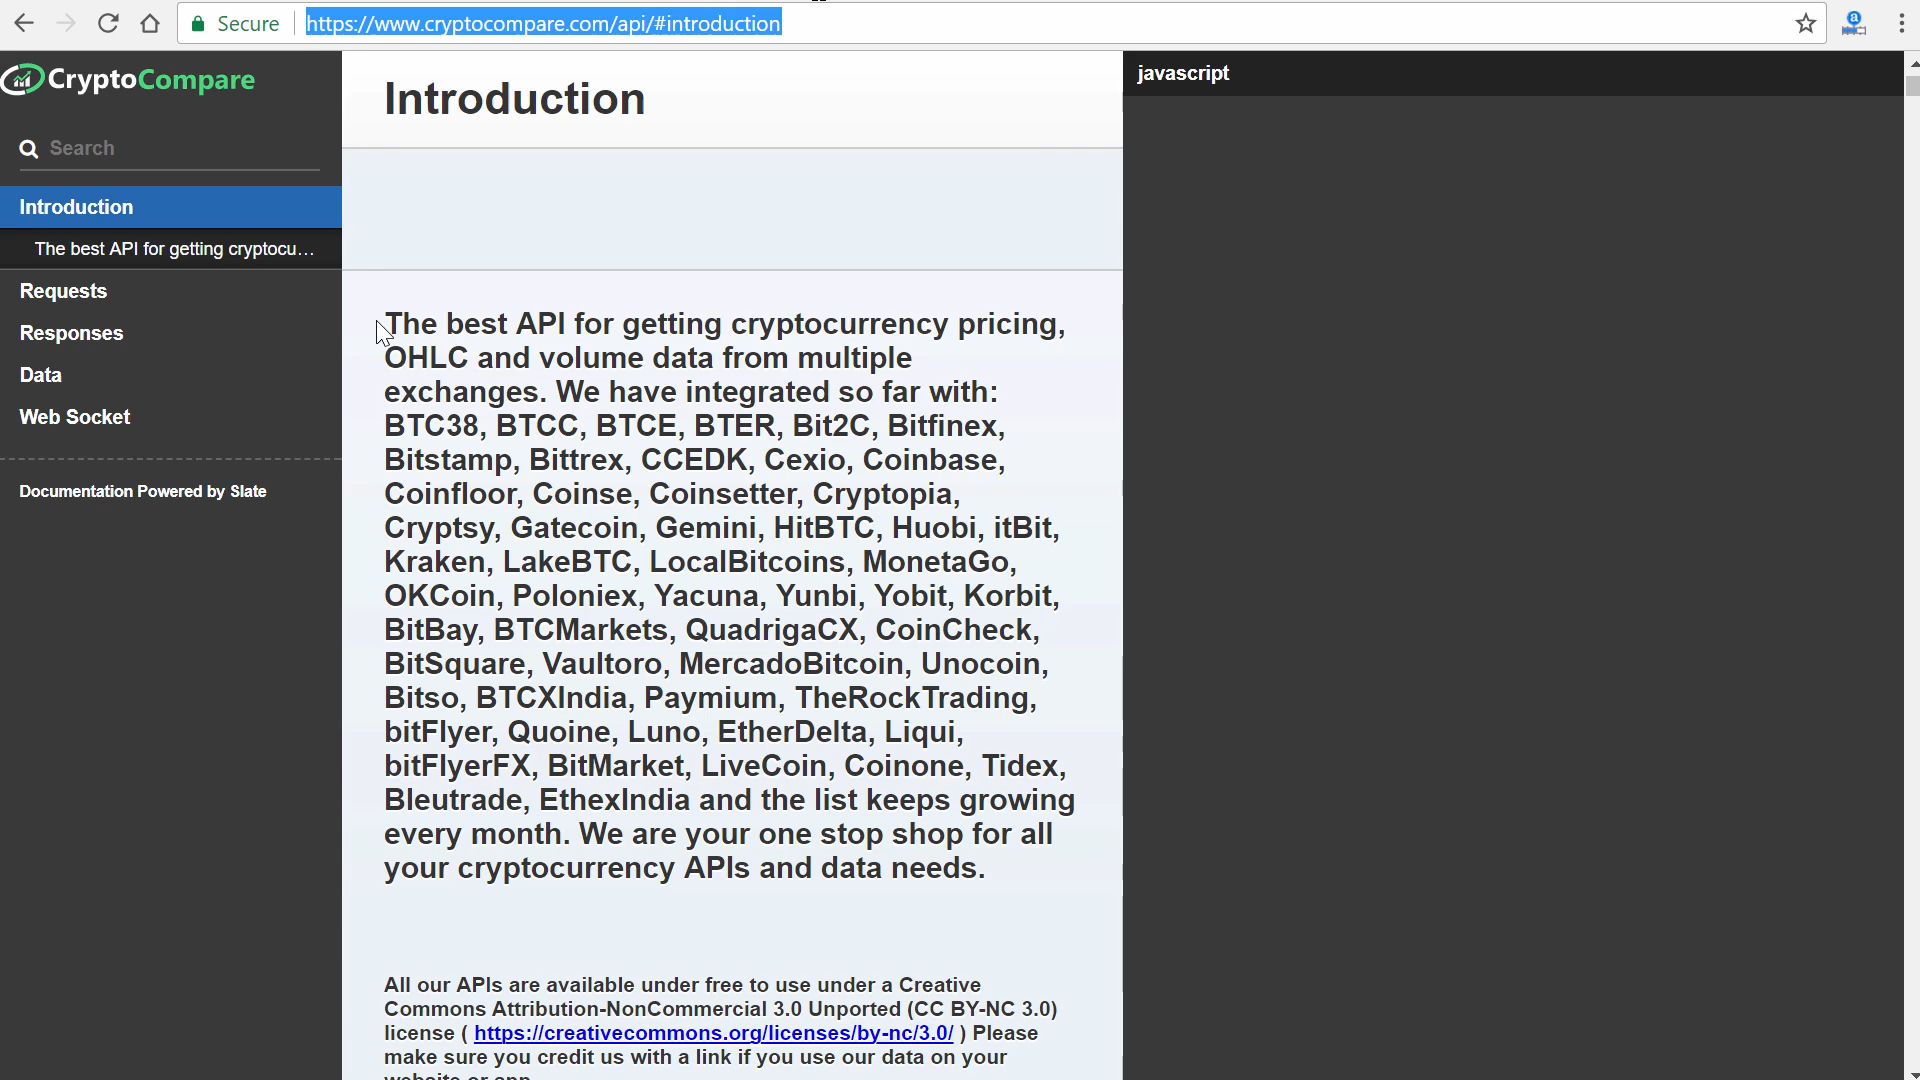 Secure
https://www.cryptocompare.com/api/#introduction
CryptoCompare
Search
Introduction
The best API for getting cryptocu...
Requests
Responses
Data
Web Socket
Documentation Powered by Slate
Introduction
The best API for getting cryptocurrency pricing,
OHLC and volume data from multiple
exchanges. We have integrated so far with:
BTC38, BTCC, BTCE, BTER, Bit2C, Bitfinex,
Bitstamp, Bittrex, CCEDK, Cexio, Coinbase,
Coinfloor, Coinse, Coinsetter, Cryptopia,
Cryptsy, Gatecoin, Gemini, HitBTC, Huobi, itBit,
Kraken, LakeBTC, LocalBitcoins, MonetaGo,
OKCoin, Poloniex, Yacuna, Yunbi, Yobit, Korbit,
BitBay, BTCMarkets, QuadrigaCX, CoinCheck,
BitSquare, Vaultoro, MercadoBitcoin, Unocoin,
Bitso, BTCXIndia, Paymium, TheRockTrading,
bitFlyer, Quoine, Luno, EtherDelta, Liqui,
bitFlyerFX, BitMarket, LiveCoin, Coinone, Tidex,
Bleutrade, EthexIndia and the list keeps growing
every month. We are your one stop shop for all
your cryptocurrency APIs and data needs.
All our APIs are available under free to use under a Creative
Commons Attribution-NonCommercial 3.0 Unported (CC BY-NC 3.0)
license ( https://creativecommons.org/licenses/by-nc/3.0/ ) Please
make sure you credit us with a link if you use our data on your
website or app
javascript